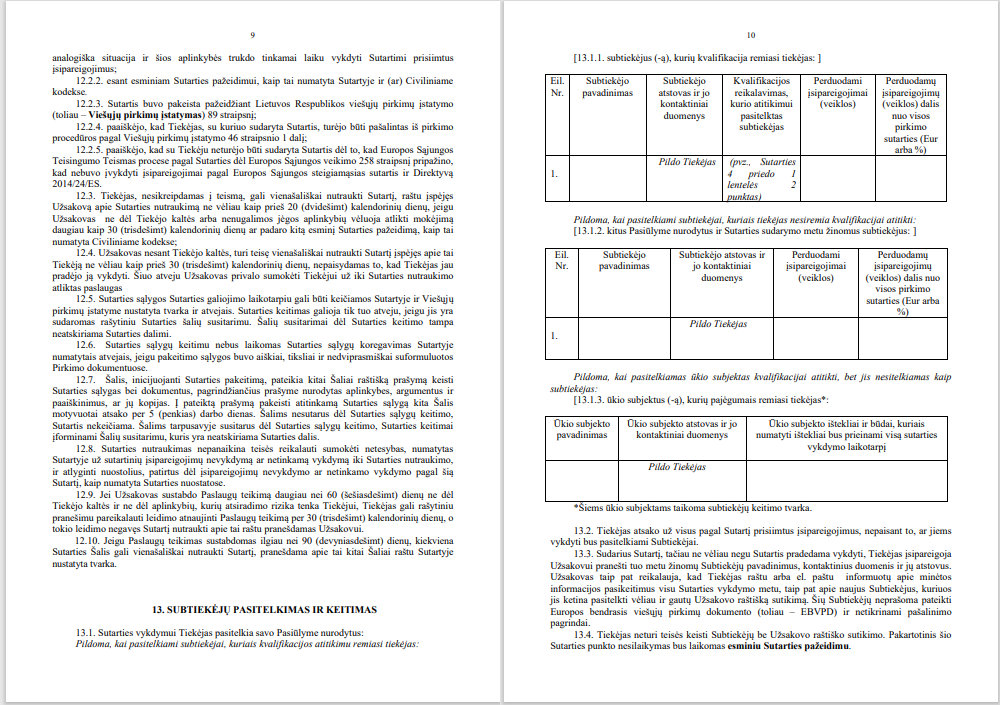 9
analogiška situacija ir šios aplinkybės trukdo tinkamai laiku vykdyti Sutartimi prisiimtus
įsipareigojimus;
12.2.2. esant esminiam Sutarties pažeidimui, kaip tai numatyta Sutartyje ir (ar) Civiliniame
kodekse.
12.2.3. Sutartis buvo pakeista pažeidžiant Lietuvos Respublikos viešųjų pirkimų įstatymo
(toliau – Viešųjų pirkimų įstatymas) 89 straipsnį;
12.2.4. paaiškėjo, kad Tiekėjas, su kuriuo sudaryta Sutartis, turėjo būti pašalintas iš pirkimo
procedūros pagal Viešųjų pirkimų įstatymo 46 straipsnio 1 dalį;
12.2.5. paaiškėjo, kad su Tiekėju neturėjo būti sudaryta Sutartis dėl to, kad Europos Sąjungos
Teisingumo Teismas procese pagal Sutarties dėl Europos Sąjungos veikimo 258 straipsnį pripažino,
kad nebuvo įvykdyti įsipareigojimai pagal Europos Sąjungos steigiamąsias sutartis ir Direktyvą
2014/24/ES.
12.3. Tiekėjas, nesikreipdamas į teismą, gali vienašališkai nutraukti Sutartį, raštu įspėjęs
Užsakovą apie Sutarties nutraukimą ne vėliau kaip prieš 20 (dvidešimt) kalendorinių dienų, jeigu
Užsakovas ne dėl Tiekėjo kaltės arba nenugalimos jėgos aplinkybių vėluoja atlikti mokėjimą
daugiau kaip 30 (trisdešimt) kalendorinių dienų ar padaro kitą esminį Sutarties pažeidimą, kaip tai
numatyta Civiliniame kodekse;
12.4. Užsakovas nesant Tiekėjo kaltės, turi teisę vienašališkai nutraukti Sutartį įspėjęs apie tai
Tiekėją ne vėliau kaip prieš 30 (trisdešimt) kalendorinių dienų, nepaisydamas to, kad Tiekėjas jau
pradėjo ją vykdyti. Šiuo atveju Užsakovas privalo sumokėti Tiekėjui už iki Sutarties nutraukimo
atliktas paslaugas
12.5. Sutarties sąlygos Sutarties galiojimo laikotarpiu gali būti keičiamos Sutartyje ir Viešųjų
pirkimų įstatyme nustatyta tvarka ir atvejais. Sutarties keitimas galioja tik tuo atveju, jeigu jis yra
sudaromas rašytiniu Sutarties šalių susitarimu. Šalių susitarimai dėl Sutarties keitimo tampa
neatskiriama Sutarties dalimi.
12.6. Sutarties sąlygų keitimu nebus laikomas Sutarties sąlygų koregavimas Sutartyje
numatytais atvejais, jeigu pakeitimo sąlygos buvo aiškiai, tiksliai ir nedviprasmiškai suformuluotos
Pirkimo dokumentuose.
12.7. Šalis, inicijuojanti Sutarties pakeitimą, pateikia kitai Šaliai raštišką prašymą keisti
Sutarties sąlygas bei dokumentus, pagrindžiančius prašyme nurodytas aplinkybes, argumentus ir
paaiškinimus, ar jų kopijas. Į pateiktą prašymą pakeisti atitinkamą Sutarties sąlygą kita Šalis
motyvuotai atsako per 5 (penkias) darbo dienas. Šalims nesutarus dėl Sutarties sąlygų keitimo,
Sutartis nekeičiama. Šalims tarpusavyje susitarus dėl Sutarties sąlygų keitimo, Sutarties keitimai
įforminami Šalių susitarimu, kuris yra neatskiriama Sutarties dalis.
12.8. Sutarties nutraukimas nepanaikina teisės reikalauti sumokėti netesybas, numatytas
Sutartyje už sutartinių įsipareigojimų nevykdymą ar netinkamą vykdymą iki Sutarties nutraukimo,
ir atlyginti nuostolius, patirtus dėl įsipareigojimų nevykdymo ar netinkamo vykdymo pagal šią
Sutartį, kaip numatyta Sutarties nuostatose.
12.9. Jei Užsakovas sustabdo Paslaugų teikimą daugiau nei 60 (šešiasdešimt) dienų ne dėl
Tiekėjo kaltės ir ne dėl aplinkybių, kurių atsiradimo rizika tenka Tiekėjui, Tiekėjas gali rašytiniu
pranešimu pareikalauti leidimo atnaujinti Paslaugų teikimą per 30 (trisdešimt) kalendorinių dienų, o
tokio leidimo negavęs Sutartį nutraukti apie tai raštu pranešdamas Užsakovui.
12.10. Jeigu Paslaugų teikimas sustabdomas ilgiau nei 90 (devyniasdešimt) dienų, kiekviena
Sutarties Šalis gali vienašališkai nutraukti Sutartį, pranešdama apie tai kitai Šaliai raštu Sutartyje
nustatyta tvarka.
13. SUBTIEKĖJŲ PASITELKIMAS IR KEITIMAS
13.1. Sutarties vykdymui Tiekėjas pasitelkia savo Pasiūlyme nurodytus:
Pildoma, kai pasitelkiami subtiekėjai, kuriais kvalifikacijos atitikimu remiasi tiekėjas:
10
[13.1.1. subtiekėjus (-ą), kurių kvalifikacija remiasi tiekėjas: ]
Eil.
Nr.
Subtiekėjo
pavadinimas
Subtiekėjo
atstovas ir jo
kontaktiniai
duomenys
Kvalifikacijos
reikalavimas,
kurio atitikimui
pasitelktas
subtiekėjas
Perduodami
įsipareigojimai
(veiklos)
Perduodamų
įsipareigojimų
(veiklos) dalis
nuo visos
pirkimo
sutarties (Eur
arba %)
1.
Pildo Tiekėjas
(pvz., Sutarties
4 priedo 1
lentelės 2
punktas)
Pildoma, kai pasitelkiami subtiekėjai, kuriais tiekėjas nesiremia kvalifikacijai atitikti:
[13.1.2. kitus Pasiūlyme nurodytus ir Sutarties sudarymo metu žinomus subtiekėjus: ]
Eil.
Nr.
Subtiekėjo
pavadinimas
Subtiekėjo atstovas ir
jo kontaktiniai
duomenys
Perduodami
įsipareigojimai
(veiklos)
Perduodamų
įsipareigojimų
(veiklos) dalis nuo
visos pirkimo
sutarties (Eur arba
%)
1.
Pildo Tiekėjas
Pildoma, kai pasitelkiamas ūkio subjektas kvalifikacijai atitikti, bet jis nesitelkiamas kaip
subtiekėjas:
[13.1.3. ūkio subjektus (-ą), kurių pajėgumais remiasi tiekėjas*:
Ūkio subjekto
pavadinimas
Ūkio subjekto atstovas ir jo
kontaktiniai duomenys
Ūkio subjekto ištekliai ir būdai, kuriais
numatyti ištekliai bus prieinami visą sutarties
vykdymo laikotarpį
Pildo Tiekėjas
*Šiems ūkio subjektams taikoma subtiekėjų keitimo tvarka.
13.2. Tiekėjas atsako už visus pagal Sutartį prisiimtus įsipareigojimus, nepaisant to, ar jiems
vykdyti bus pasitelkiami Subtiekėjai.
13.3. Sudarius Sutartį, tačiau ne vėliau negu Sutartis pradedama vykdyti, Tiekėjas įsipareigoja
Užsakovui pranešti tuo metu žinomų Subtiekėjų pavadinimus, kontaktinius duomenis ir jų atstovus.
Užsakovas taip pat reikalauja, kad Tiekėjas raštu arba el. paštu informuotų apie minėtos
informacijos pasikeitimus visu Sutarties vykdymo metu, taip pat apie naujus Subtiekėjus, kuriuos
jis ketina pasitelkti vėliau ir gautų Užsakovo raštišką sutikimą. Šių Subtiekėjų neprašoma pateikti
Europos bendrasis viešųjų pirkimų dokumento (toliau – EBVPD) ir netikrinami pašalinimo
pagrindai.
13.4. Tiekėjas neturi teisės keisti Subtiekėjų be Užsakovo raštiško sutikimo. Pakartotinis šio
Sutarties punkto nesilaikymas bus laikomas esminiu Sutarties pažeidimu.